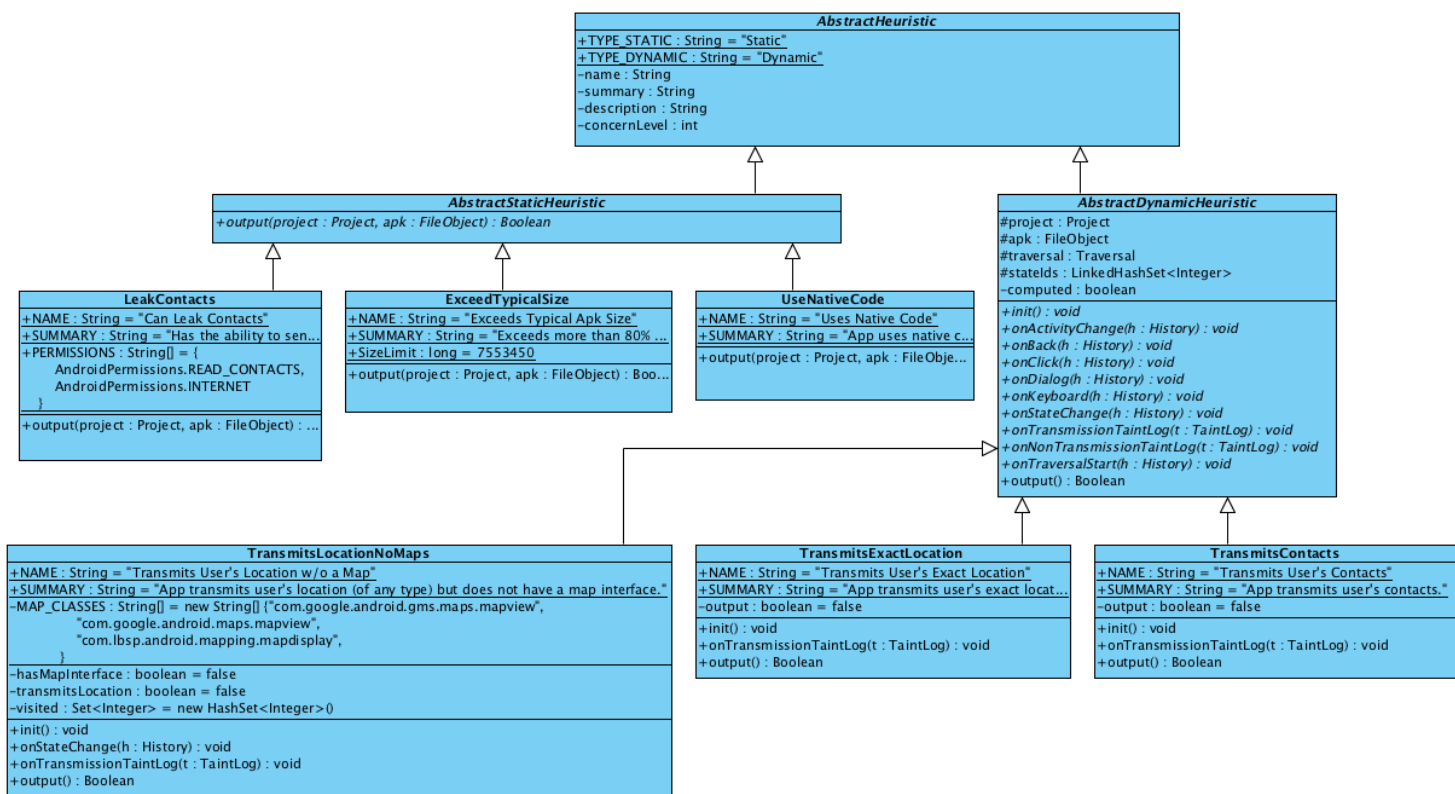 AbstractHeuristic
+TYPE_STATIC : String = "Static"
+TYPE_DYNAMIC : String = "Dynamic"
-name : String
-summary : String
-description : String
-concernLevel : int
AbstractStaticHeuristic
+output(project : Project, apk : FileObject) : Boolean
AbstractDynamicHeuristic
#project : Project
#apk : FileObject
#traversal : Traversal
#stateIds : LinkedHashSet<Integer>
-computed : boolean
+init() : void
+onActivityChange(h : History) : void
+onBack(h : History) : void
+onClick(h : History) : void
+onDialog(h : History) : void
+onKeyboard(h : History) : void
+onStateChange(h : History) : void
+onTransmissionTaintLog(t : TaintLog) : void
+onNonTransmissionTaintLog(t : TaintLog) : void
+onTraversalStart(h : History) : void
+output() : Boolean
LeakContacts
+NAME : String = "Can Leak Contacts"
+SUMMARY : String = "Has the ability to sen...
+PERMISSIONS : String[] = {
AndroidPermissions.READ_CONTACTS,
AndroidPermissions.INTERNET
}
+output(project : Project, apk : FileObject) : ...
ExceedTypicalSize
+NAME : String = "Exceeds Typical Apk Size"
+SUMMARY : String = "Exceeds more than 80% ...
+SizeLimit : long = 7553450
+output(project : Project, apk : FileObject) : Boo...
UseNativeCode
+NAME : String = "Uses Native Code"
+SUMMARY : String = "App uses native c...
+output(project : Project, apk : FileObje...
TransmitsLocationNoMaps
+NAME : String = "Transmits User's Location w/o a Map"
+SUMMARY : String = "App transmits user's location (of any type) but does not have a map interface."
-MAP_CLASSES : String[] = new String[] {"com.google.android.gms.maps.mapview",
"com.google.android.maps.mapview",
"com.lbsp.android.mapping.mapdisplay",
}
-hasMapInterface : boolean = false
-transmitsLocation : boolean = false
-visited : Set<Integer> = new HashSet<Integer>()
+init() : void
+onStateChange(h : History) : void
+onTransmissionTaintLog(t : TaintLog) : void
+output() : Boolean
TransmitsExactLocation
+NAME : String = "Transmits User's Exact Location"
+SUMMARY : String = "App transmits user's exact locat...
-output : boolean = false
+init() : void
+onTransmissionTaintLog(t : TaintLog) : void
+output() : Boolean
TransmitsContacts
+NAME : String = "Transmits User's Contacts"
+SUMMARY : String = "App transmits user's contacts."
-output : boolean = false
+init() : void
+onTransmissionTaintLog(t : TaintLog) : void
+output() : Boolean